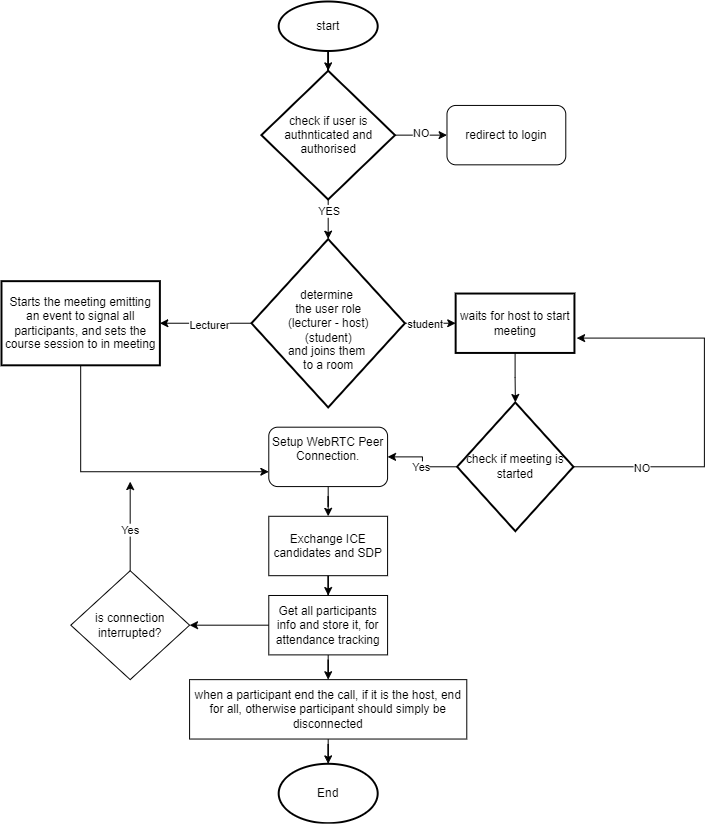 start
check if user is
authnticated and
authorised
NO
redirect to login
YES
determine
the user role
(lecturer - host)
(student)
and joins them
to a room
Lecturer
Starts the meeting emitting
an event to signal all
participants, and sets the
course session to in meeting
student
waits for host to start
meeting
check if meeting is
started
NO
Yes
Setup WebRTC Peer
Connection.
Exchange ICE
candidates and SDP
Get all participants
info and store it, for
attendance tracking
is connection
interrupted?
Yes
when a participant end the call, if it is the host, end
for all, otherwise participant should simply be
disconnected
End